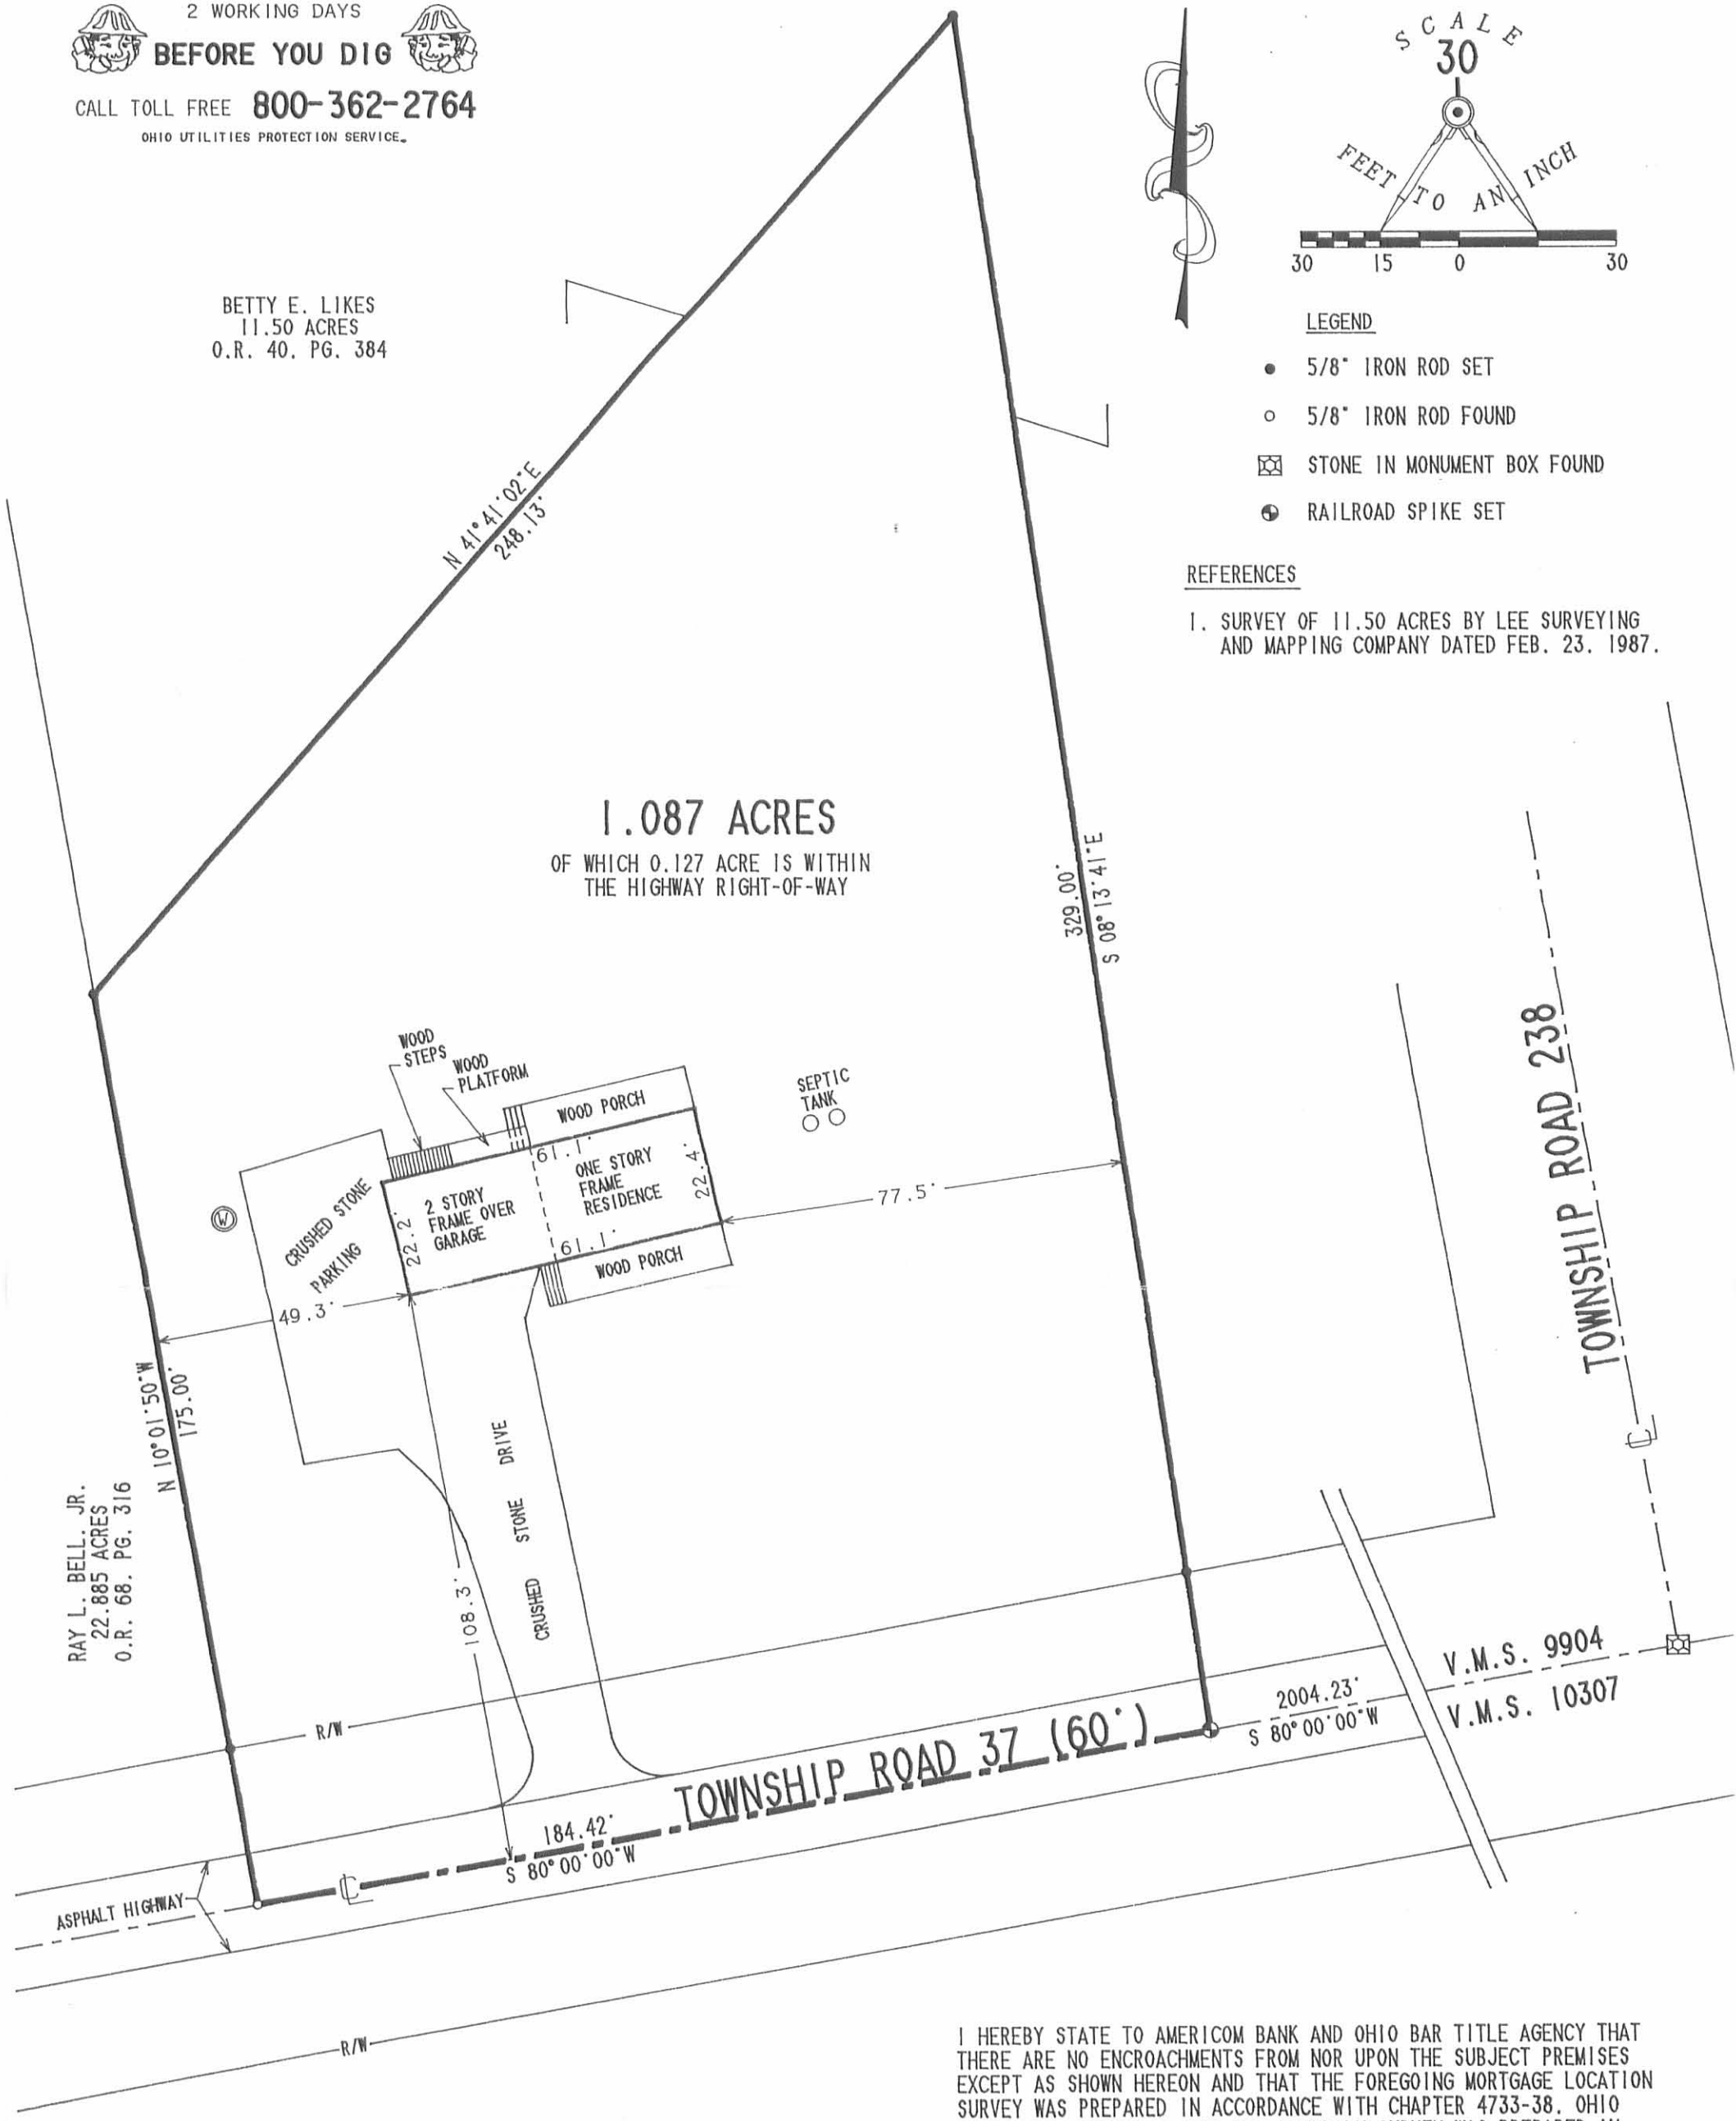 2 WORKING DAYS
BEFORE YOU DIG
CALL TOLL FREE 800-362-2764
OHIO UTILITIES PROTECTION SERVICE.
SCALE
30
FEET TO AN INCH
30 15 0 30
LEGEND
5/8" IRON ROD SET
5/8" IRON ROD FOUND
STONE IN MONUMENT BOX FOUND
RAILROAD SPIKE SET
REFERENCES
1. SURVEY OF 11.50 ACRES BY LEE SURVEYING
AND MAPPING COMPANY DATED FEB. 23. 1987.
BETTY E. LIKES
11.50 ACRES
O.R. 40. PG. 384
N 41°41'02"E
248.13'
1.087 ACRES
OF WHICH 0.127 ACRE IS WITHIN
THE HIGHWAY RIGHT-OF-WAY
329.00'
S 08°13'41"E
TOWNSHIP ROAD 238
WOOD
STEPS
WOOD
PLATFORM
WOOD PORCH
SEPTIC
TANK
61.1'
ONE STORY
FRAME
RESIDENCE
22.4'
2 STORY
FRAME OVER
GARAGE
22.2'
61.1'
WOOD PORCH
77.5'
W
CRUSHED STONE
PARKING
49.3'
N 10°01'50"W
175.00'
RAY L. BELL. JR.
22.885 ACRES
O.R. 68. PG. 316
CRUSHED STONE DRIVE
108.3'
R/W
TOWNSHIP ROAD 37 (60')
184.42'
S 80°00'00"W
2004.23'
S 80°00'00"W
V.M.S. 9904
V.M.S. 10307
ASPHALT HIGHWAY
R/W
I HEREBY STATE TO AMERICOM BANK AND OHIO BAR TITLE AGENCY THAT
THERE ARE NO ENCROACHMENTS FROM NOR UPON THE SUBJECT PREMISES
EXCEPT AS SHOWN HEREON AND THAT THE FOREGOING MORTGAGE LOCATION
SURVEY WAS PREPARED IN ACCORDANCE WITH CHAPTER 4733-38. OHIO